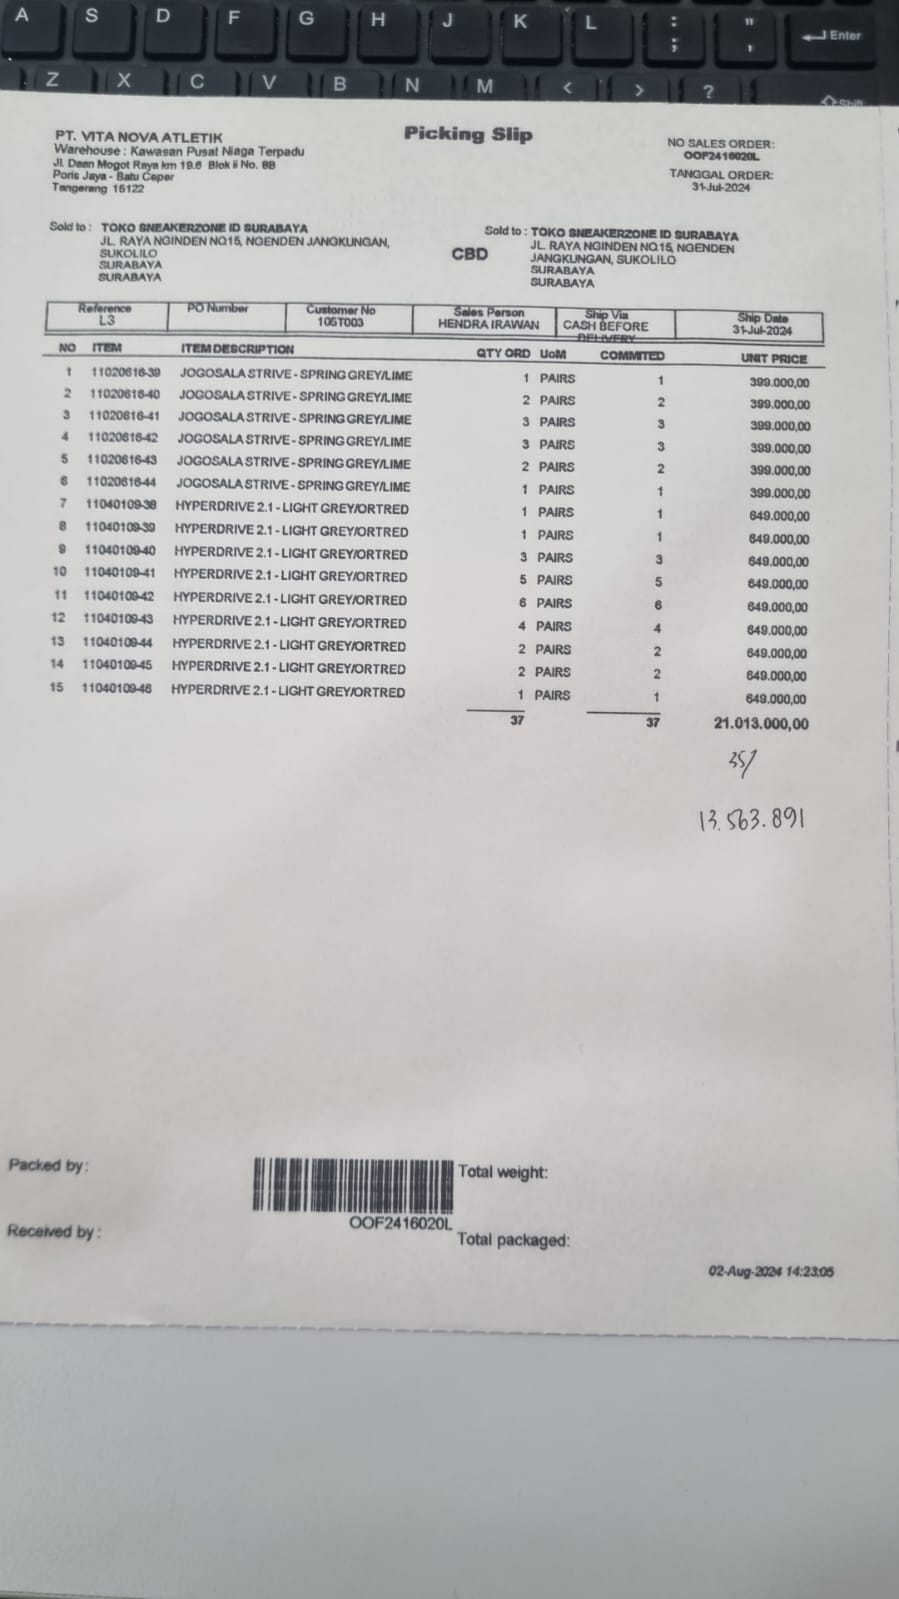 A S D F G H J K L : ; " ' Enter
Z X C V B N M < > ? Shift
PT. VITA NOVA ATLETIK
Warehouse : Kawasan Pusat Niaga Terpadu
Jl. Daan Mogot Raya km 19.6 Blok ii No. 8B
Poris Jaya - Batu Ceper
Tangerang 15122
Picking Slip
NO SALES ORDER:
OOF2416020L
TANGGAL ORDER:
31-Jul-2024
Sold to : TOKO SNEAKERZONE ID SURABAYA
JL. RAYA NGINDEN NO15, NGENDEN JANGKUNGAN,
SUKOLILO
SURABAYA
SURABAYA
CBD
Sold to : TOKO SNEAKERZONE ID SURABAYA
JL. RAYA NGINDEN NO.15, NGENDEN
JANGKUNGAN, SUKOLILO
SURABAYA
SURABAYA
Reference PO Number Customer No Sales Person Ship Via Ship Date
L3 105T003 HENDRA IRAWAN CASH BEFORE DELIVERY 31-Jul-2024
NO ITEM ITEM DESCRIPTION QTY ORD UoM COMMITED UNIT PRICE
1 11020616-39 JOGOSALA STRIVE - SPRING GREY/LIME 1 PAIRS 1 399.000,00
2 11020616-40 JOGOSALA STRIVE - SPRING GREY/LIME 2 PAIRS 2 399.000,00
3 11020616-41 JOGOSALA STRIVE - SPRING GREY/LIME 3 PAIRS 3 399.000,00
4 11020616-42 JOGOSALA STRIVE - SPRING GREY/LIME 3 PAIRS 3 399.000,00
5 11020616-43 JOGOSALA STRIVE - SPRING GREY/LIME 2 PAIRS 2 399.000,00
6 11020616-44 JOGOSALA STRIVE - SPRING GREY/LIME 1 PAIRS 1 399.000,00
7 11040109-38 HYPERDRIVE 2.1 - LIGHT GREY/ORTRED 1 PAIRS 1 649.000,00
8 11040109-39 HYPERDRIVE 2.1 - LIGHT GREY/ORTRED 1 PAIRS 1 649.000,00
9 11040109-40 HYPERDRIVE 2.1 - LIGHT GREY/ORTRED 3 PAIRS 3 649.000,00
10 11040109-41 HYPERDRIVE 2.1 - LIGHT GREY/ORTRED 5 PAIRS 5 649.000,00
11 11040109-42 HYPERDRIVE 2.1 - LIGHT GREY/ORTRED 6 PAIRS 6 649.000,00
12 11040109-43 HYPERDRIVE 2.1 - LIGHT GREY/ORTRED 4 PAIRS 4 649.000,00
13 11040109-44 HYPERDRIVE 2.1 - LIGHT GREY/ORTRED 2 PAIRS 2 649.000,00
14 11040109-45 HYPERDRIVE 2.1 - LIGHT GREY/ORTRED 2 PAIRS 2 649.000,00
15 11040109-46 HYPERDRIVE 2.1 - LIGHT GREY/ORTRED 1 PAIRS 1 649.000,00
37 37 21.013.000,00
35%
13.563.891
Packed by:
Total weight:
OOF2416020L
Received by :
Total packaged:
02-Aug-2024 14:23:05